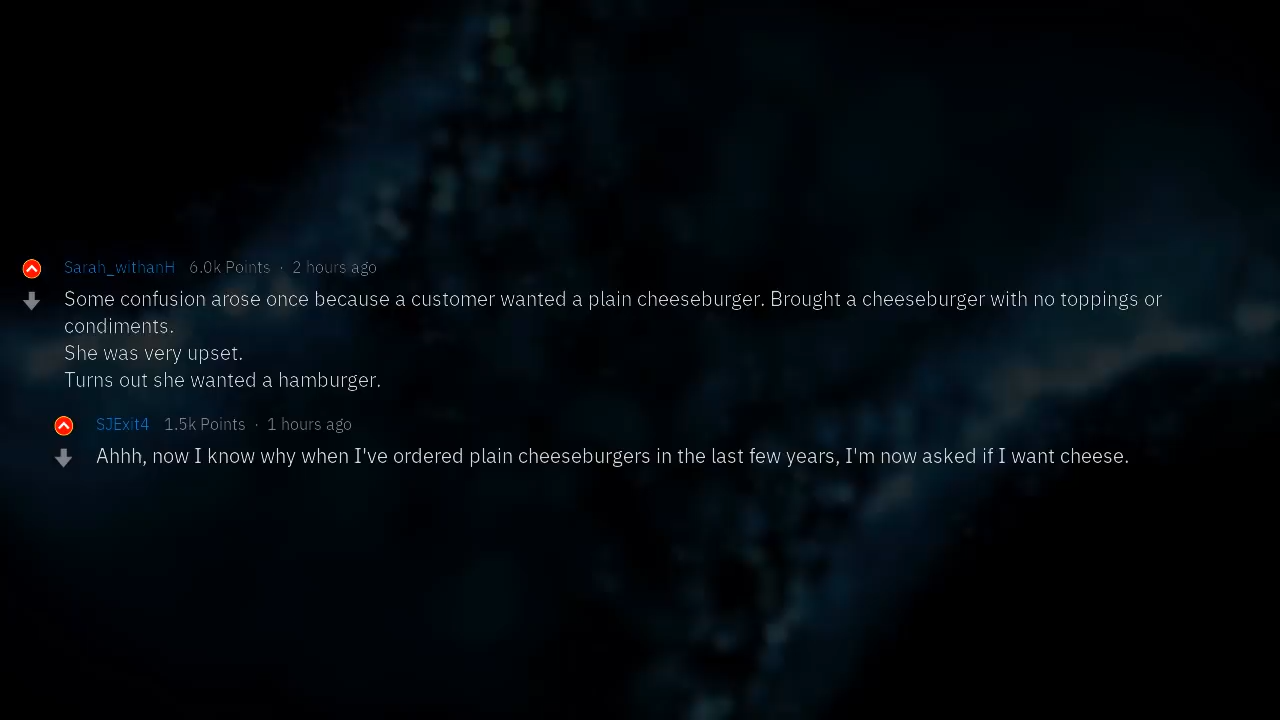 Sarah_withanH 6.0k Points · 2 hours ago
Some confusion arose once because a customer wanted a plain cheeseburger. Brought a cheeseburger with no toppings or
condiments.
She was very upset.
Turns out she wanted a hamburger.
SJExit4 1.5k Points · 1 hours ago
Ahhh, now I know why when I've ordered plain cheeseburgers in the last few years, I'm now asked if I want cheese.